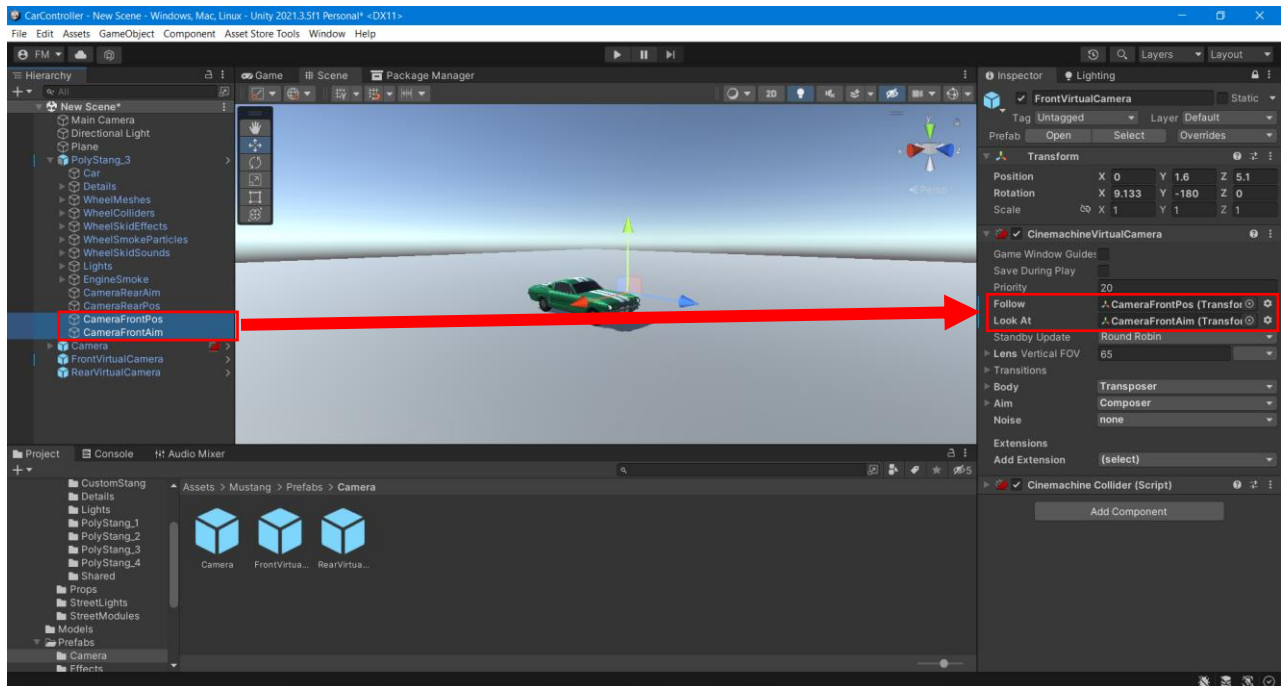 CarController - New Scene - Windows, Mac, Linux - Unity 2021.3.5f1 Personal* <DX11>
File Edit Assets GameObject Component Asset Store Tools Window Help
FM
Layers
Layout
Hierarchy
All
New Scene*
Main Camera
Directional Light
Plane
PolyStang_3
Car
Details
WheelMeshes
WheelColliders
WheelSkidEffects
WheelSmokeParticles
WheelSkidSounds
Lights
EngineSmoke
CameraRearAim
CameraRearPos
CameraFrontPos
CameraFrontAim
Camera
FrontVirtualCamera
RearVirtualCamera
Game Scene Package Manager
2D
y
Persp
Inspector Lighting
FrontVirtualCamera Static
Tag Untagged Layer Default
Prefab Open Select Overrides
Transform
Position X 0 Y 1.6 Z 5.1
Rotation X 9.133 Y -180 Z 0
Scale X 1 Y 1 Z 1
CinemachineVirtualCamera
Game Window Guides
Save During Play
Priority 20
Follow CameraFrontPos (Transfor
Look At CameraFrontAim (Transfor
Standby Update Round Robin
Lens Vertical FOV 65
Transitions
Body Transposer
Aim Composer
Noise none
Extensions
Add Extension (select)
Cinemachine Collider (Script)
Add Component
Project Console Audio Mixer
5
CustomStang
Details
Lights
PolyStang_1
PolyStang_2
PolyStang_3
PolyStang_4
Shared
Props
StreetLights
StreetModules
Models
Prefabs
Camera
Effects
Assets > Mustang > Prefabs > Camera
Camera FrontVirtua... RearVirtua...